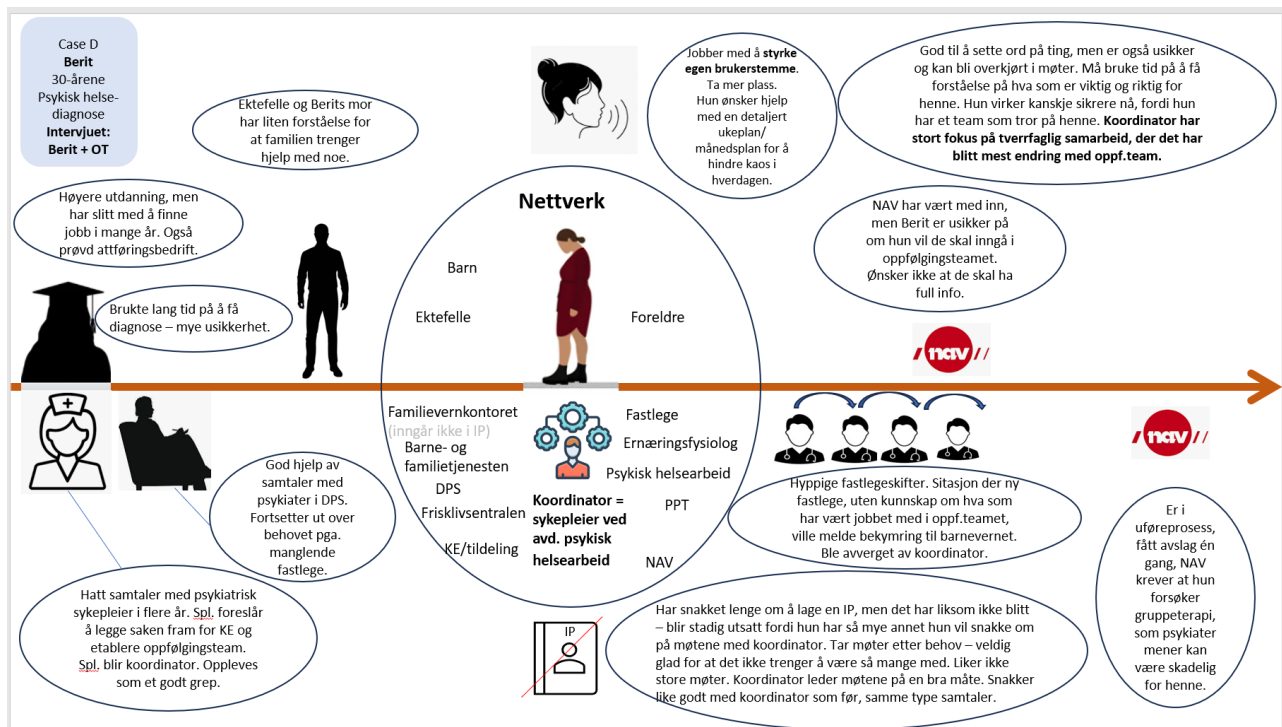 Case D
Berit
30-årene
Psykisk helse-
diagnose
Intervjuet:
Berit + OT
Ektefelle og Berits mor
har liten forståelse for
at familien trenger
hjelp med noe.
Jobber med å styrke
egen brukerstemme.
Ta mer plass.
Hun ønsker hjelp
med en detaljert
ukeplan/
månedsplan for å
hindre kaos i
hverdagen.
God til å sette ord på ting, men er også usikker
og kan bli overkjørt i møter. Må bruke tid på å få
forståelse på hva som er viktig og riktig for
henne. Hun virker kanskje sikrere nå, fordi hun
har et team som tror på henne. Koordinator har
stort fokus på tverrfaglig samarbeid, der det har
blitt mest endring med oppf.team.
Høyere utdanning, men
har slitt med å finne
jobb i mange år. Også
prøvd attføringsbedrift.
Brukte lang tid på å få
diagnose – mye usikkerhet.
Nettverk
Barn
Ektefelle
Foreldre
NAV har vært med inn,
men Berit er usikker på
om hun vil de skal inngå i
oppfølgingsteamet.
Ønsker ikke at de skal ha
full info.
nav
Familievernkontoret
(inngår ikke i IP)
Barne- og
familietjenesten
DPS
Frisklivsentralen
KE/tildeling
Fastlege
Ernæringsfysiolog
Psykisk helsearbeid
PPT
NAV
Koordinator =
sykepleier ved
avd. psykisk
helsearbeid
nav
God hjelp av
samtaler med
psykiater i DPS.
Fortsetter ut over
behovet pga.
manglende
fastlege.
Hatt samtaler med psykiatrisk
sykepleier i flere år. Spl. foreslår
å legge saken fram for KE og
etablere oppfølgingsteam.
Spl. blir koordinator. Oppleves
som et godt grep.
Hyppige fastlegeskifter. Sitasjon der ny
fastlege, uten kunnskap om hva som
har vært jobbet med i oppf.teamet,
ville melde bekymring til barnevernet.
Ble avverget av koordinator.
IP
Har snakket lenge om å lage en IP, men det har liksom ikke blitt
– blir stadig utsatt fordi hun har så mye annet hun vil snakke om
på møtene med koordinator. Tar møter etter behov – veldig
glad for at det ikke trenger å være så mange med. Liker ikke
store møter. Koordinator leder møtene på en bra måte. Snakker
like godt med koordinator som før, samme type samtaler.
Er i
uføreprosess,
fått avslag én
gang, NAV
krever at hun
forsøker
gruppeterapi,
som psykiater
mener kan
være skadelig
for henne.